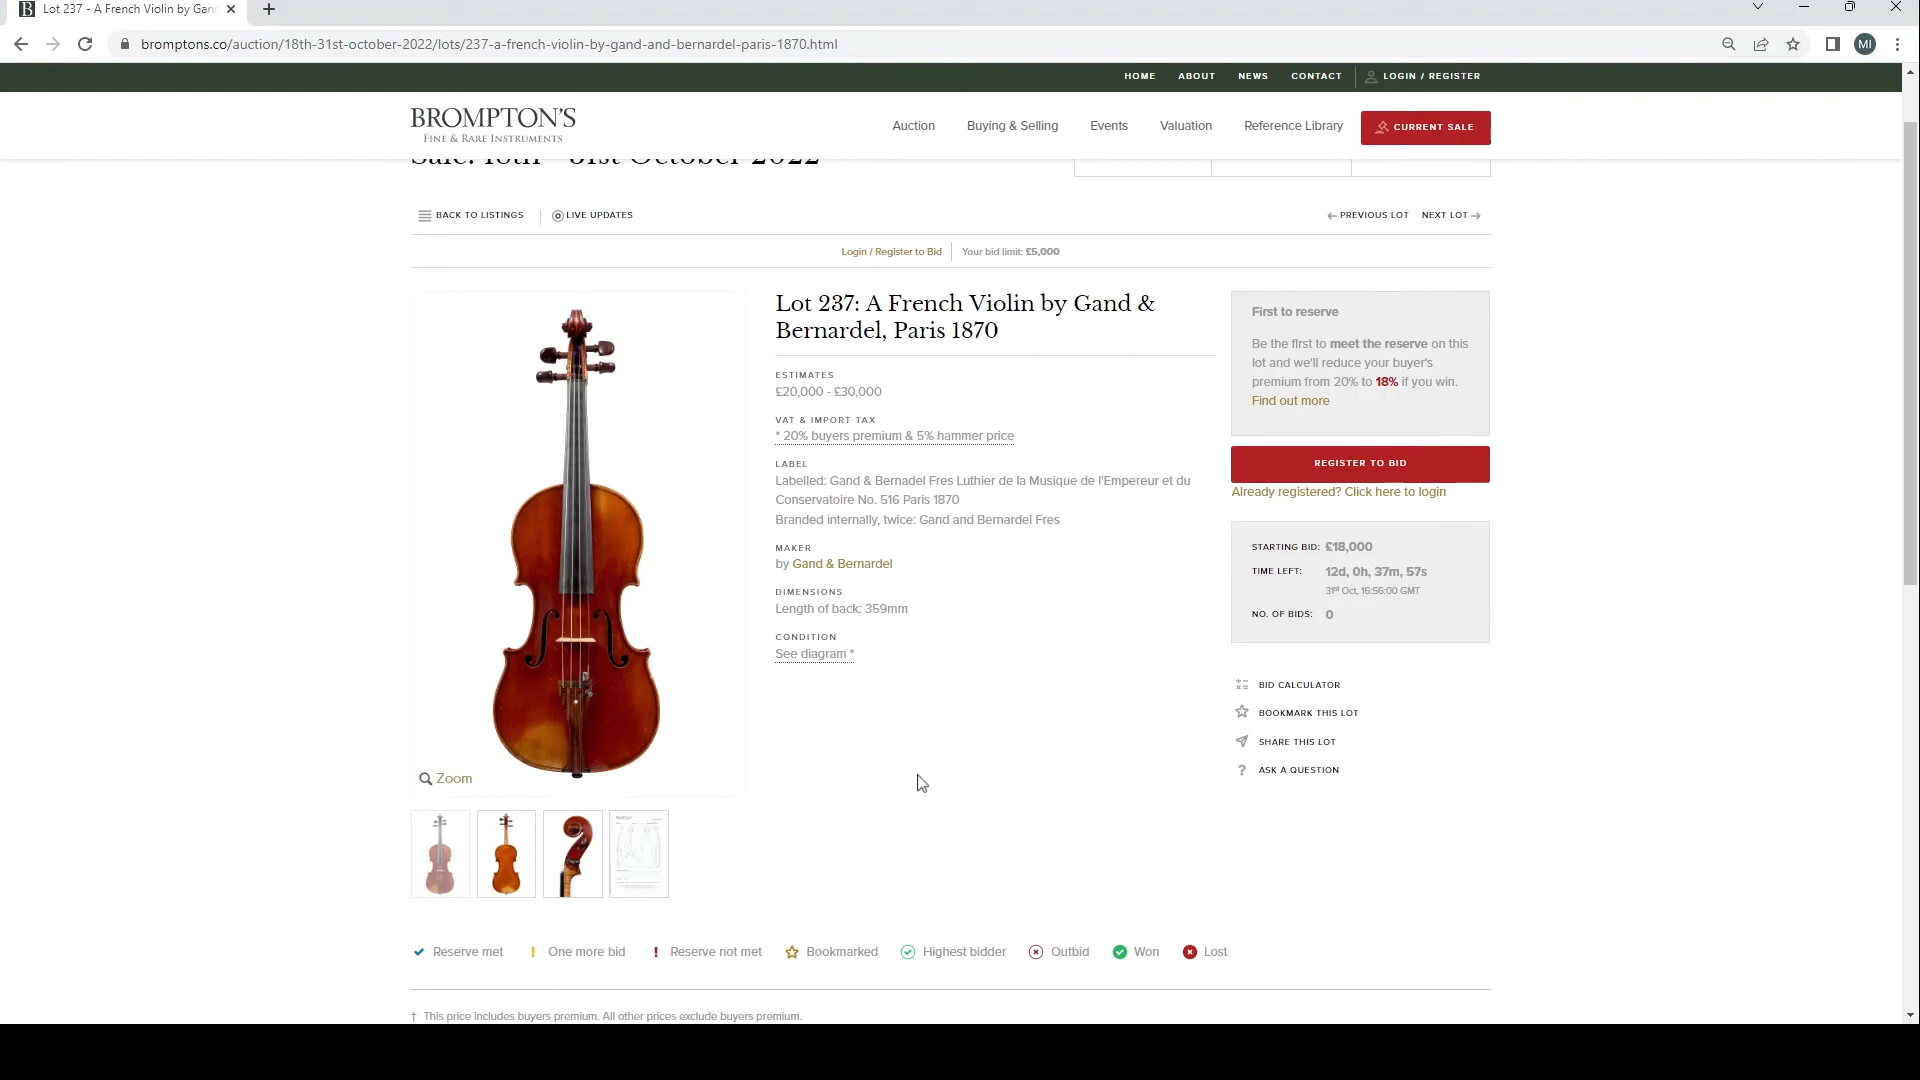 Lot 237 - A French Violin by Gand
bromptons.co/auction/18th-31st-october-2022/lots/237-a-french-violin-by-gand-and-bernardel-paris-1870.html
MI
HOME ABOUT NEWS CONTACT LOGIN / REGISTER
BROMPTON'S
FINE & RARE INSTRUMENTS
Auction Buying & Selling Events Valuation Reference Library CURRENT SALE
Sale: 18th - 31st October 2022
BACK TO LISTINGS LIVE UPDATES PREVIOUS LOT NEXT LOT
Login / Register to Bid Your bid limit: £5,000
Lot 237: A French Violin by Gand &
Bernardel, Paris 1870
ESTIMATES
£20,000 - £30,000
VAT & IMPORT TAX
* 20% buyers premium & 5% hammer price
LABEL
Labelled: Gand & Bernadel Fres Luthier de la Musique de l'Empereur et du
Conservatoire No. 516 Paris 1870
Branded internally, twice: Gand and Bernardel Fres
MAKER
by Gand & Bernardel
DIMENSIONS
Length of back: 359mm
CONDITION
See diagram *
Zoom
First to reserve
Be the first to meet the reserve on this
lot and we'll reduce your buyer's
premium from 20% to 18% if you win.
Find out more
REGISTER TO BID
Already registered? Click here to login
STARTING BID: £18,000
TIME LEFT: 12d, 0h, 37m, 57s
31st Oct, 16:56:00 GMT
NO. OF BIDS: 0
BID CALCULATOR
BOOKMARK THIS LOT
SHARE THIS LOT
? ASK A QUESTION
Reserve met ! One more bid ! Reserve not met Bookmarked Highest bidder Outbid Won Lost
† This price includes buyers premium. All other prices exclude buyers premium.